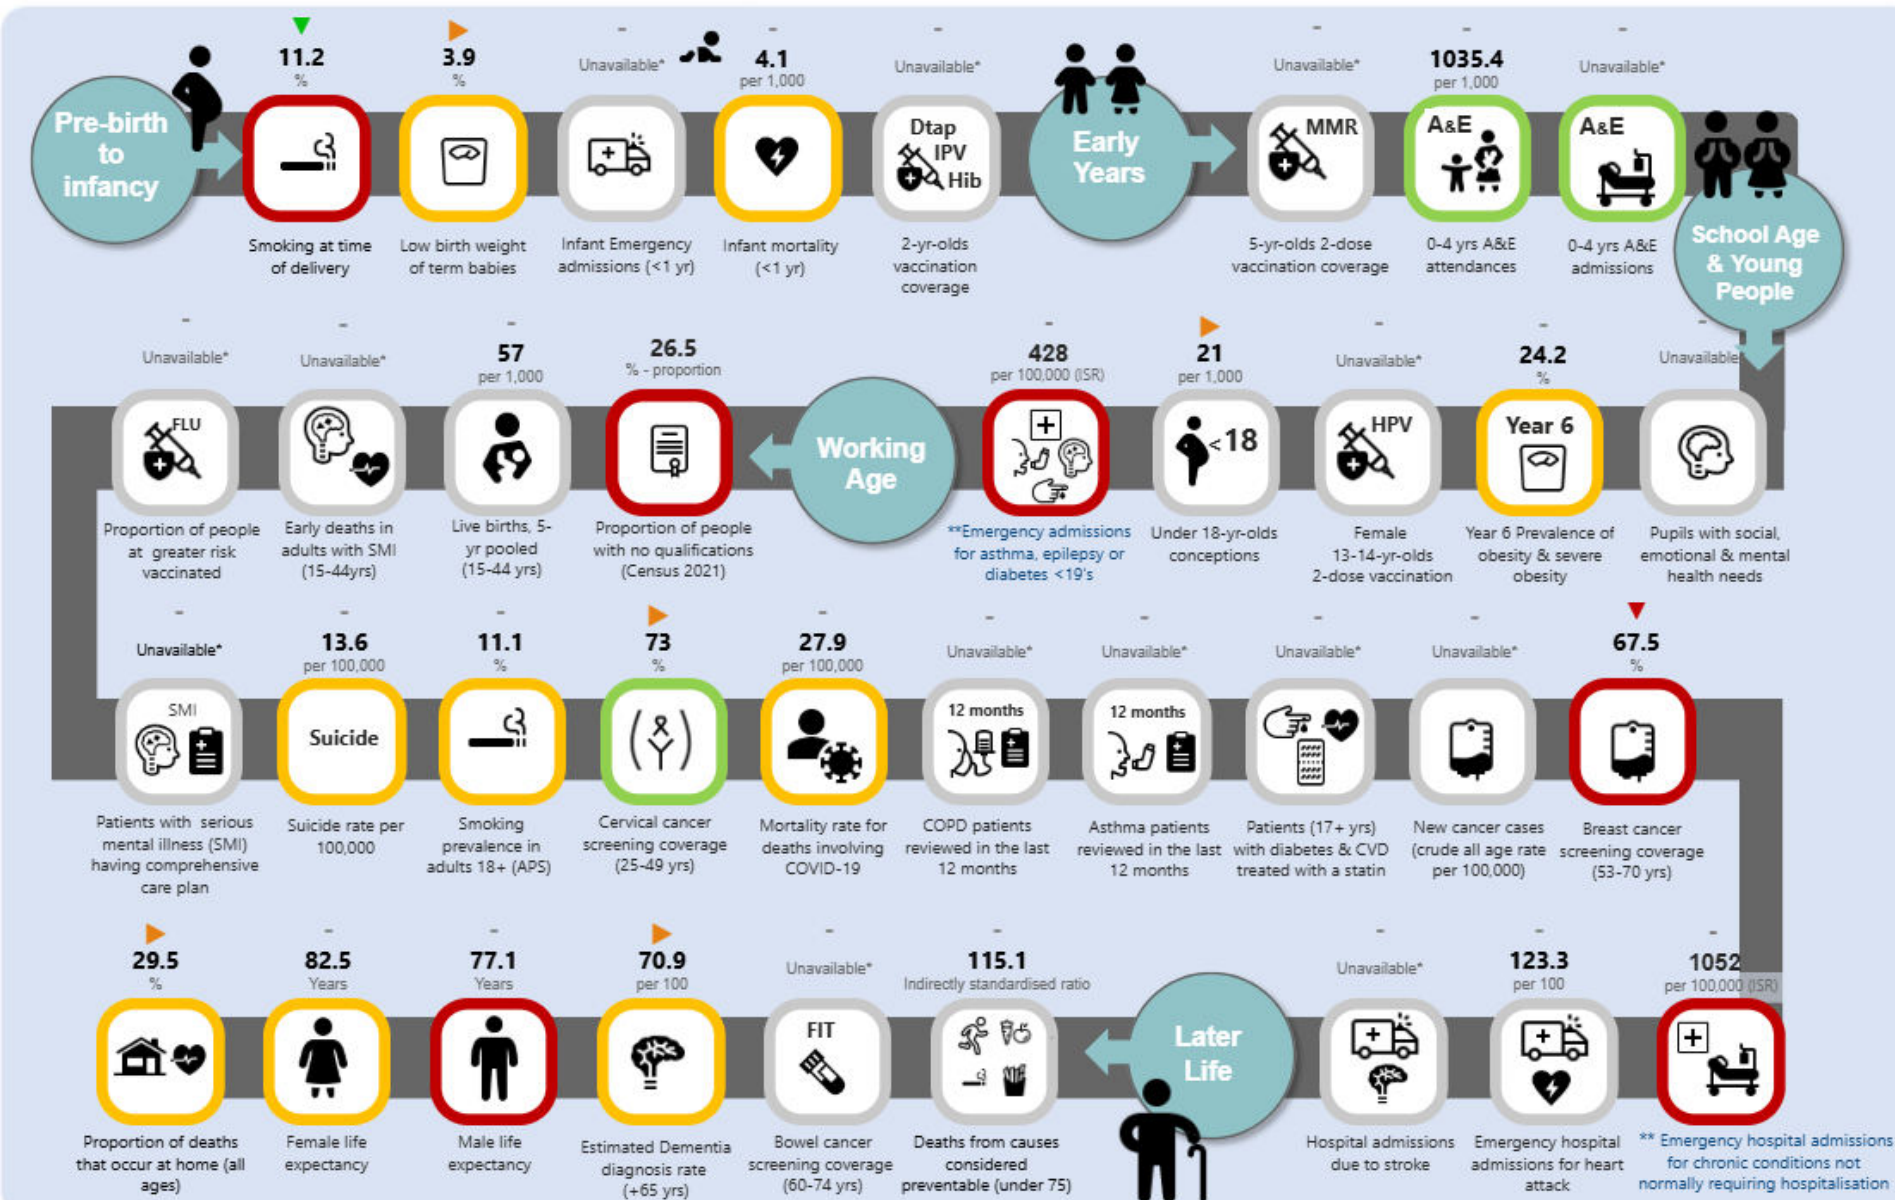 Pre-birth
to
infancy
11.2
%
Smoking at time
of delivery
3.9
%
Low birth weight
of term babies
Unavailable*
Infant Emergency
admissions (<1 yr)
4.1
per 1,000
Infant mortality
(<1 yr)
Unavailable*
Dtap
IPV
Hib
2-yr-olds
vaccination
coverage
Early
Years
Unavailable*
MMR
5-yr-olds 2-dose
vaccination coverage
1035.4
per 1,000
A&E
0-4 yrs A&E
attendances
Unavailable*
A&E
0-4 yrs A&E
admissions
School Age
& Young
People
Unavailable*
FLU
Proportion of people
at greater risk
vaccinated
Unavailable*
Early deaths in
adults with SMI
(15-44yrs)
57
per 1,000
Live births, 5-
yr pooled
(15-44 yrs)
26.5
% - proportion
Proportion of people
with no qualifications
(Census 2021)
Working
Age
428
per 100,000 (ISR)
**Emergency admissions
for asthma, epilepsy or
diabetes <19's
21
per 1,000
<18
Under 18-yr-olds
conceptions
Unavailable*
HPV
Female
13-14-yr-olds
2-dose vaccination
24.2
%
Year 6
Year 6 Prevalence of
obesity & severe
obesity
Unavailable
Pupils with social,
emotional & mental
health needs
Unavailable*
SMI
Patients with serious
mental illness (SMI)
having comprehensive
care plan
13.6
per 100,000
Suicide
Suicide rate per
100,000
11.1
%
Smoking
prevalence in
adults 18+ (APS)
73
%
Cervical cancer
screening coverage
(25-49 yrs)
27.9
per 100,000
Mortality rate for
deaths involving
COVID-19
Unavailable*
12 months
COPD patients
reviewed in the last
12 months
Unavailable*
12 months
Asthma patients
reviewed in the last
12 months
Unavailable*
Patients (17+ yrs)
with diabetes & CVD
treated with a statin
Unavailable*
New cancer cases
(crude all age rate
per 100,000)
67.5
%
Breast cancer
screening coverage
(53-70 yrs)
29.5
%
Proportion of deaths
that occur at home (all
ages)
82.5
Years
Female life
expectancy
77.1
Years
Male life
expectancy
70.9
per 100
Estimated Dementia
diagnosis rate
(+65 yrs)
Unavailable*
FIT
Bowel cancer
screening coverage
(60-74 yrs)
115.1
Indirectly standardised ratio
Deaths from causes
considered
preventable (under 75)
Later
Life
Unavailable*
Hospital admissions
due to stroke
123.3
per 100
Emergency hospital
admissions for heart
attack
1052
per 100,000 (ISR)
** Emergency hospital admissions
for chronic conditions not
normally requiring hospitalisation